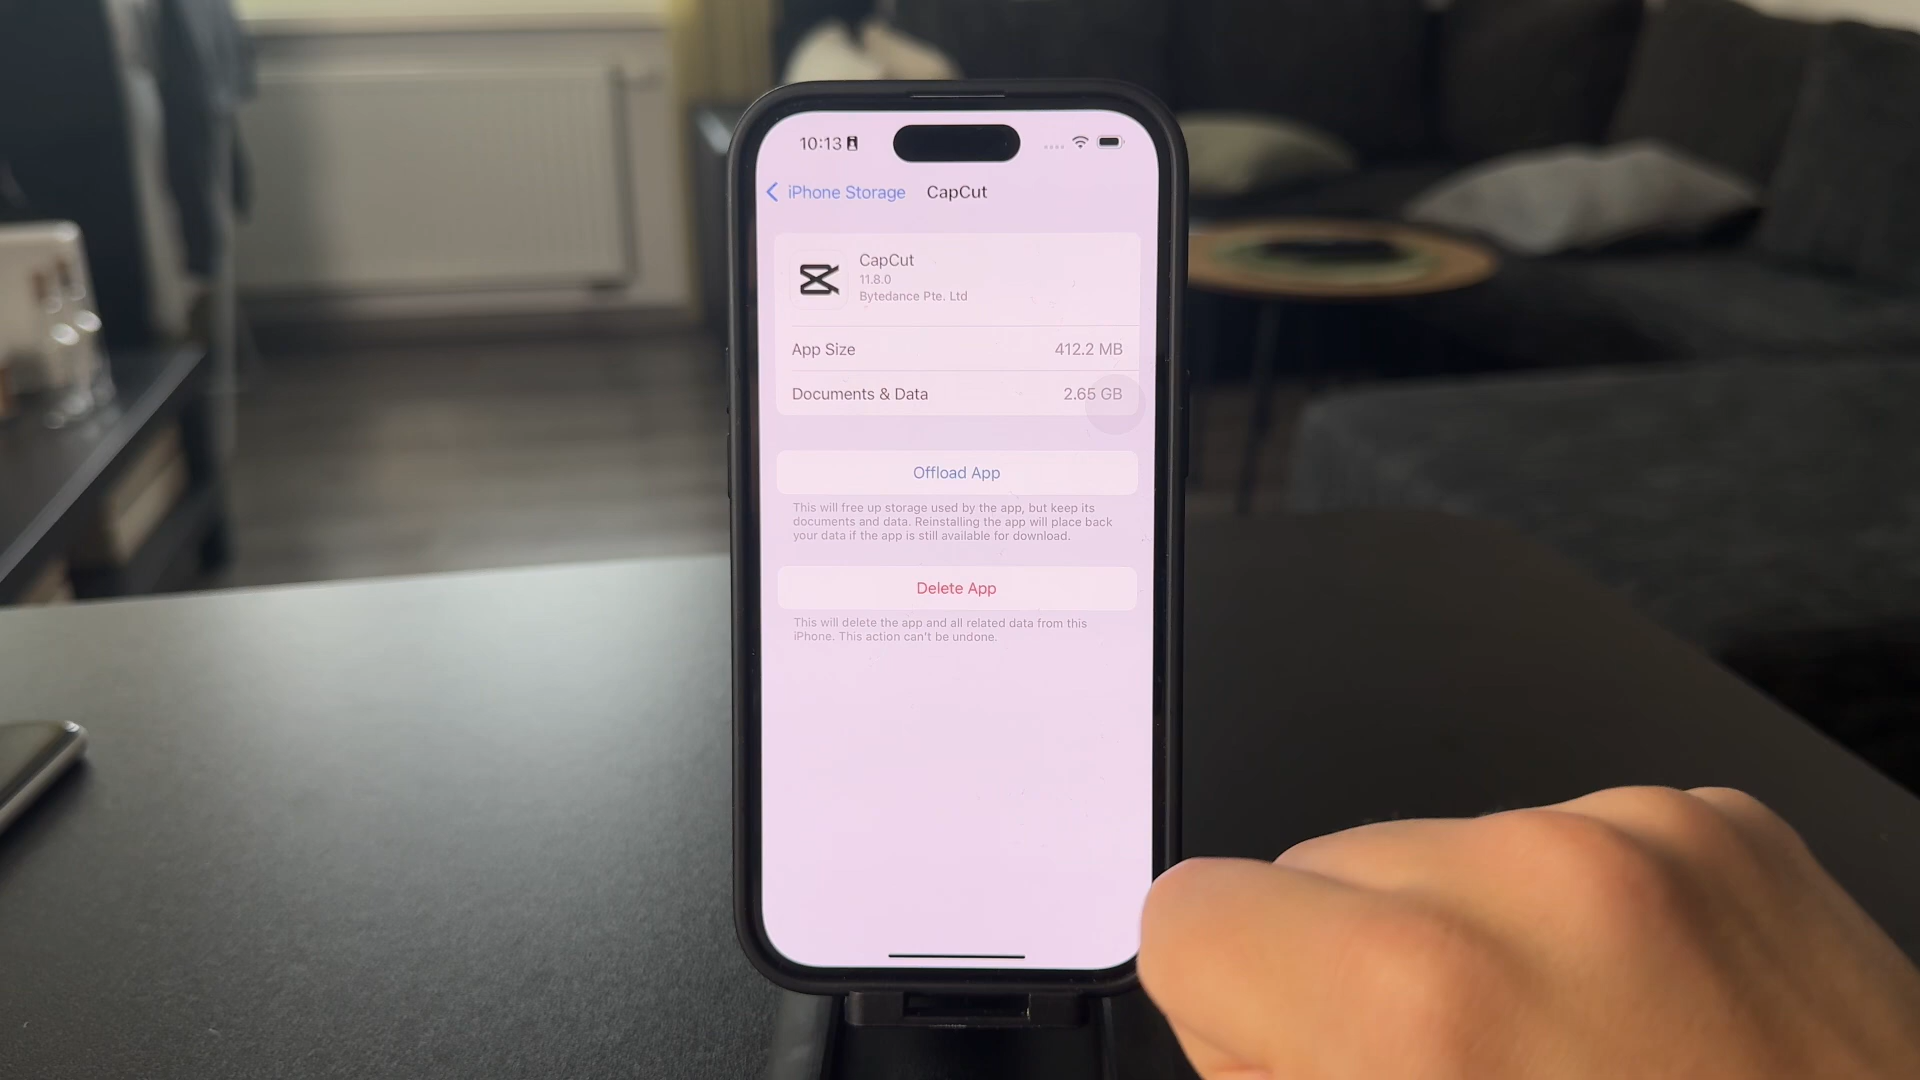 10:13
iPhone Storage CapCut
CapCut
11.8.0
Bytedance Pte. Ltd
App Size 412.2 MB
Documents & Data 2.65 GB
Offload App
This will free up storage used by the app, but keep its
documents and data. Reinstalling the app will place back
your data if the app is still available for download.
Delete App
This will delete the app and all related data from this
iPhone. This action can't be undone.